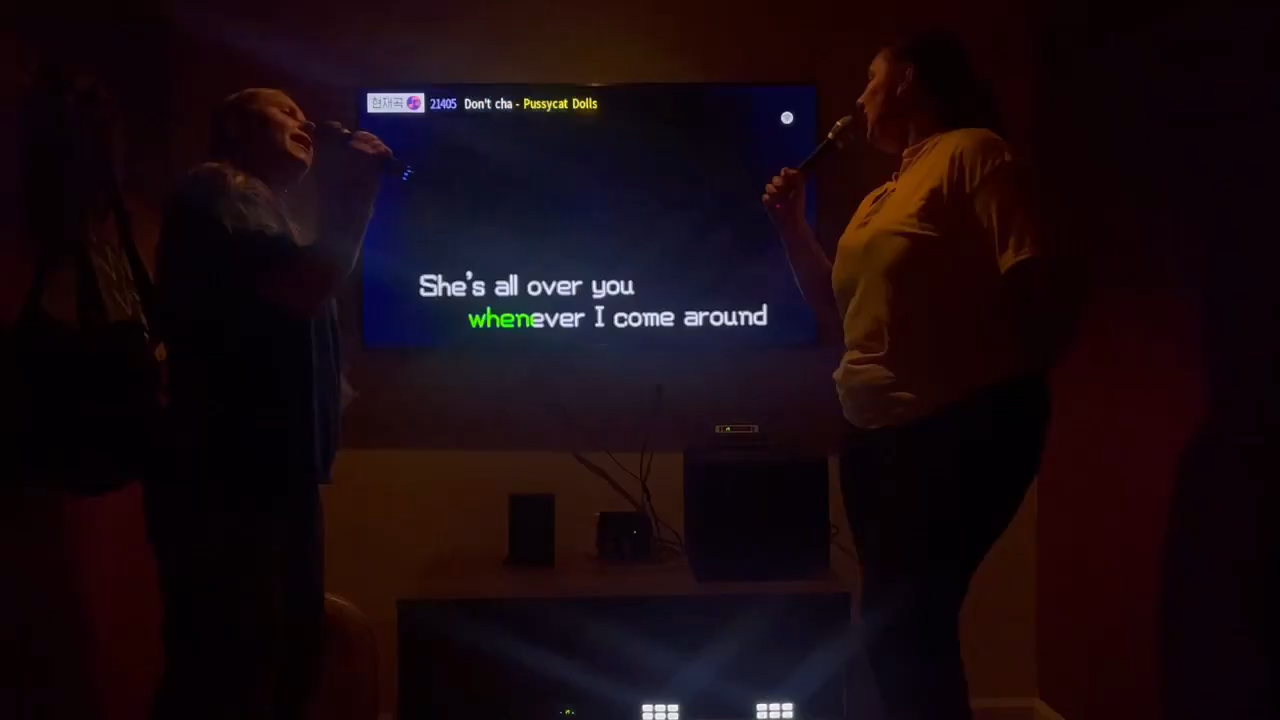 현재곡 21405 Don't cha - Pussycat Dolls
She's all over you
whenever I come around